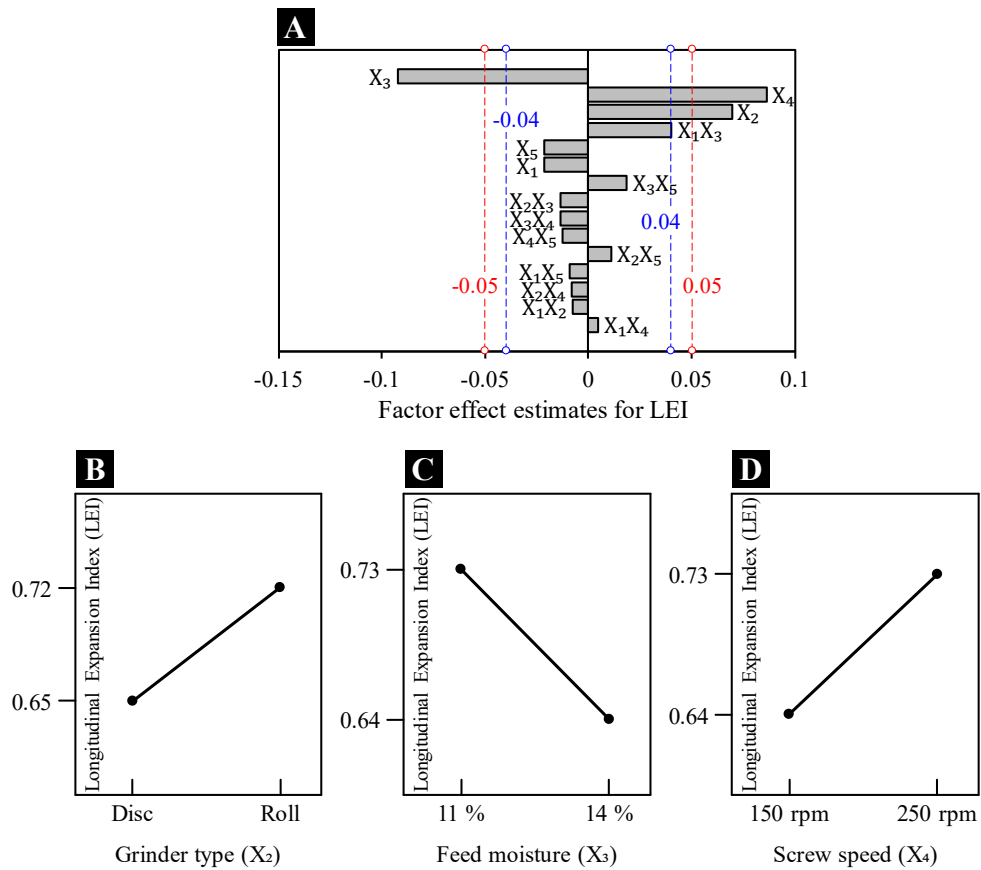 A
X₃
X₄
-0.04
X₂
X₁X₃
X₅
X₁
X₃X₅
X₂X₃
X₃X₄
0.04
X₄X₅
X₂X₅
X₁X₅
-0.05
X₂X₄
0.05
X₁X₂
X₁X₄
-0.15
-0.1
-0.05
0
0.05
0.1
Factor effect estimates for LEI
B
Longitudinal Expansion Index (LEI)
0.72
0.65
Disc
Roll
Grinder type (X₂)
C
Longitudinal Expansion Index (LEI)
0.73
0.64
11 %
14 %
Feed moisture (X₃)
D
Longitudinal Expansion Index (LEI)
0.73
0.64
150 rpm
250 rpm
Screw speed (X₄)